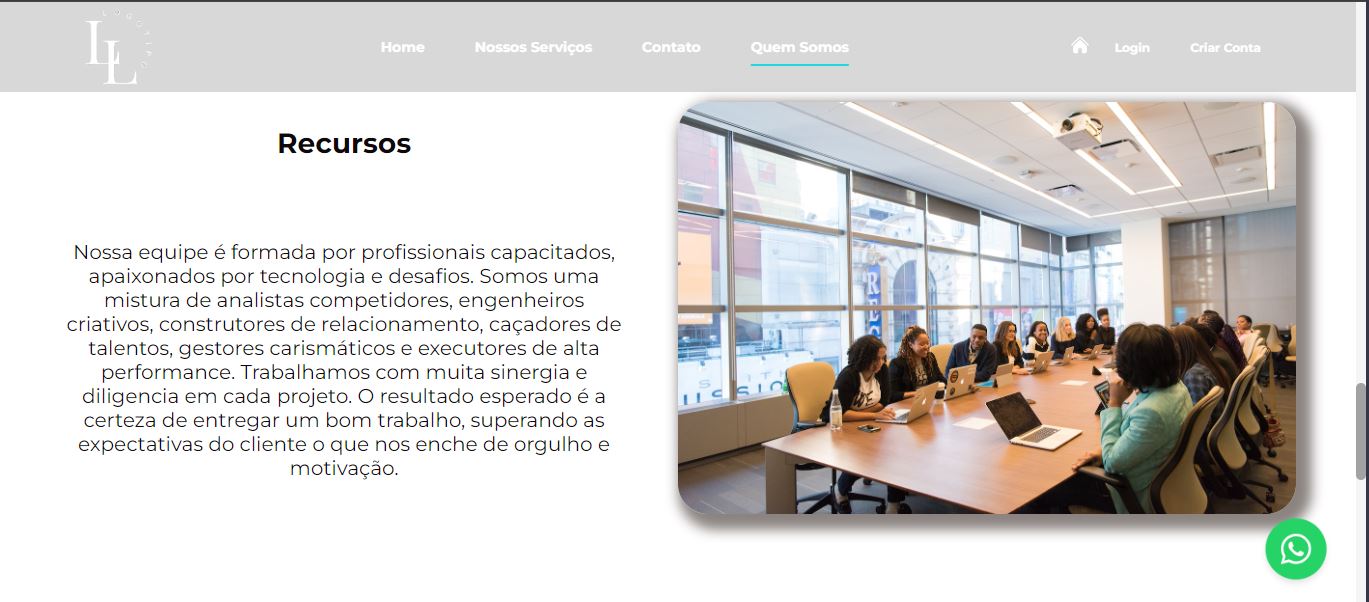 LOGOTIPO
LL
Home
Nossos Serviços
Contato
Quem Somos
Login
Criar Conta
Recursos
Nossa equipe é formada por profissionais capacitados,
apaixonados por tecnologia e desafios. Somos uma
mistura de analistas competidores, engenheiros
criativos, construtores de relacionamento, caçadores de
talentos, gestores carismáticos e executores de alta
performance. Trabalhamos com muita sinergia e
diligencia em cada projeto. O resultado esperado é a
certeza de entregar um bom trabalho, superando as
expectativas do cliente o que nos enche de orgulho e
motivação.